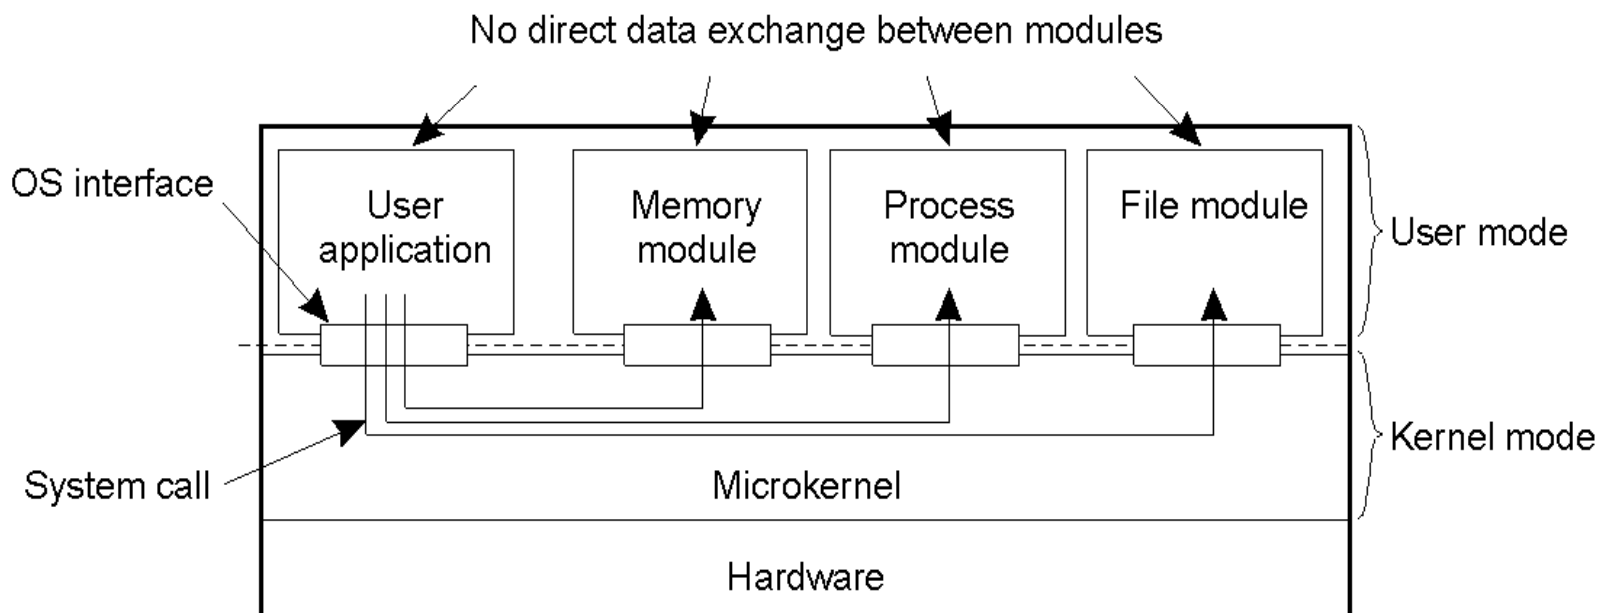 No direct data exchange between modules
OS interface
User
application
Memory
module
Process
module
File module
User mode
Kernel mode
System call
Microkernel
Hardware